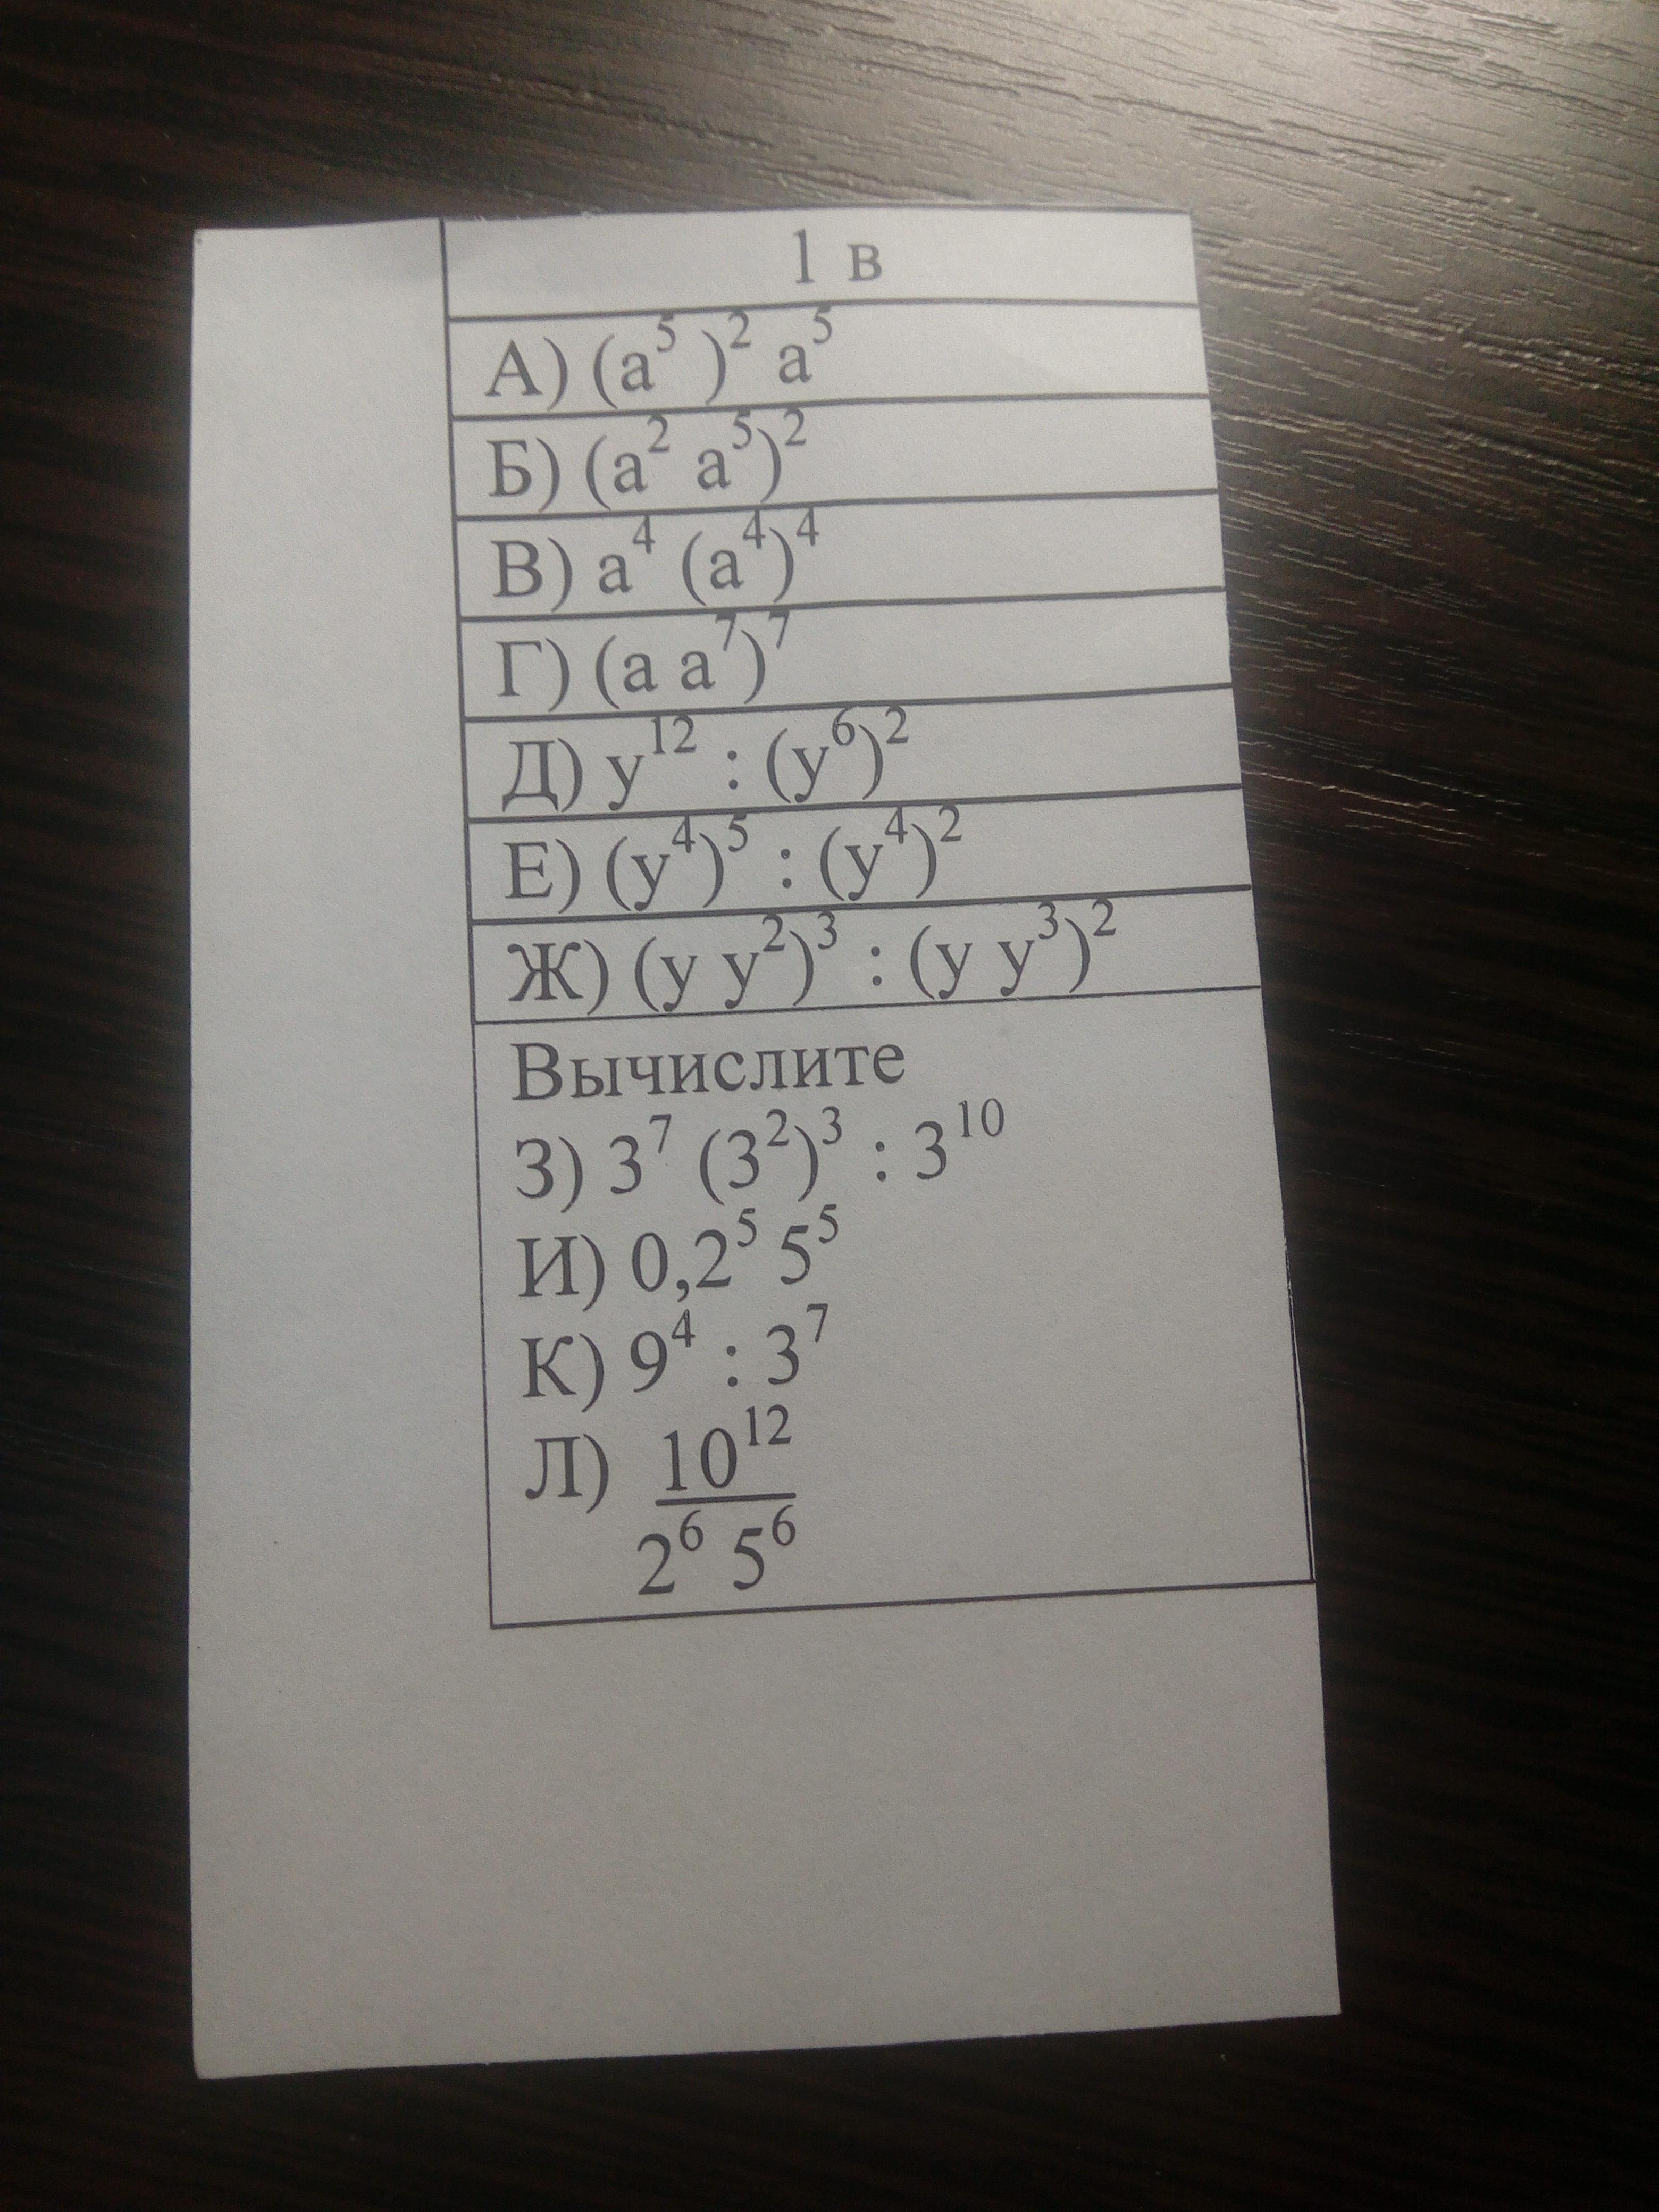 1 в
А) (a⁵ )² a⁵
Б) (a² a⁵)²
В) a⁴ (a⁴)⁴
Г) (a a⁷)⁷
Д) y¹² : (y⁶)²
Е) (y⁴)⁵ : (y⁴)²
Ж) (y y²)³ : (y y³)²
Вычислите
З) 3⁷ (3²)³ : 3¹⁰
И) 0,2⁵ 5⁵
К) 9⁴ : 3⁷
Л) 10¹²
2⁶ 5⁶